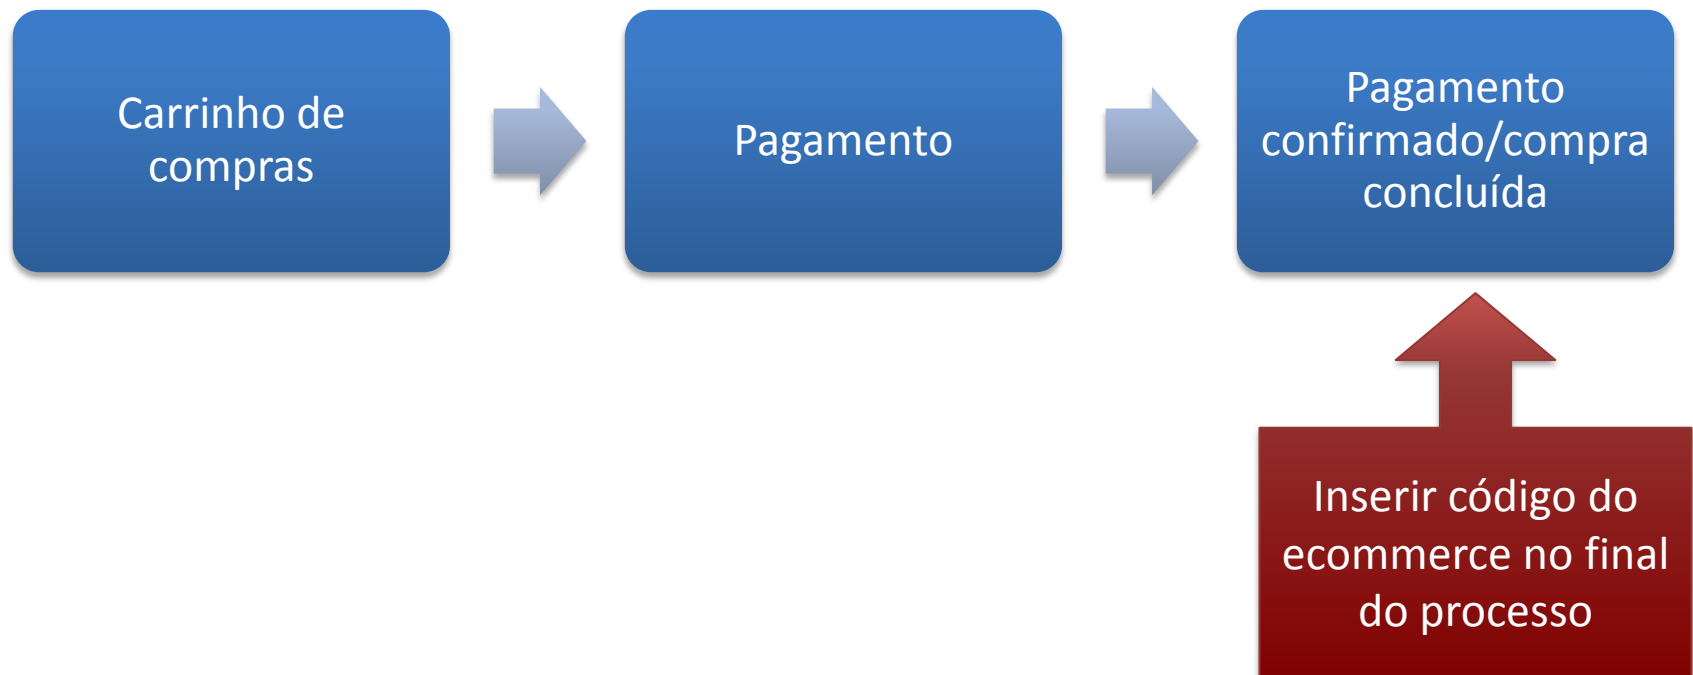 Carrinho de
compras
Pagamento
Pagamento
confirmado/compra
concluída
Inserir código do
ecommerce no final
do processo